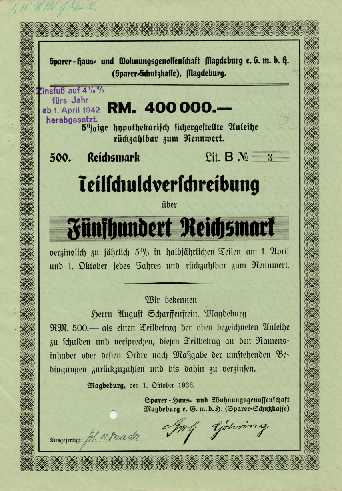 Sparer-Haus- und Wohnungsgenossenschaft Magdeburg e. G. m. b. H.
(Sparer-Schutzkasse), Magdeburg.
Zinsfuß auf 4½%
fürs Jahr
ab 1. April 1942
herabgesetzt.
RM. 400 000.—
5%ige hypothekarisch sichergestellte Anleihe
rückzahlbar zum Nennwert.
500. Reichsmark Lit. B № 3
Teilschuldverschreibung
über
Fünfhundert Reichsmark
verzinslich zu jährlich 5% in halbjährlichen Teilen am 1. April
und 1. Oktober jedes Jahres und rückzahlbar zum Nennwert.
Wir bekennen
Herrn August Scharffenstein, Magdeburg
RM. 500.— als einen Teilbetrag der oben bezeichneten Anleihe
zu schulden und versprechen, diesen Teilbetrag an den Namens-
inhaber oder dessen Ordre nach Maßgabe der umstehenden Be-
dingungen zurückzuzahlen und bis dahin zu verzinsen.
Magdeburg, den 1. Oktober 1936.
Sparer-Haus- und Wohnungsgenossenschaft
Magdeburg e. G. m. b. H. (Sparer-Schutzkasse)
Ausgefertigt: